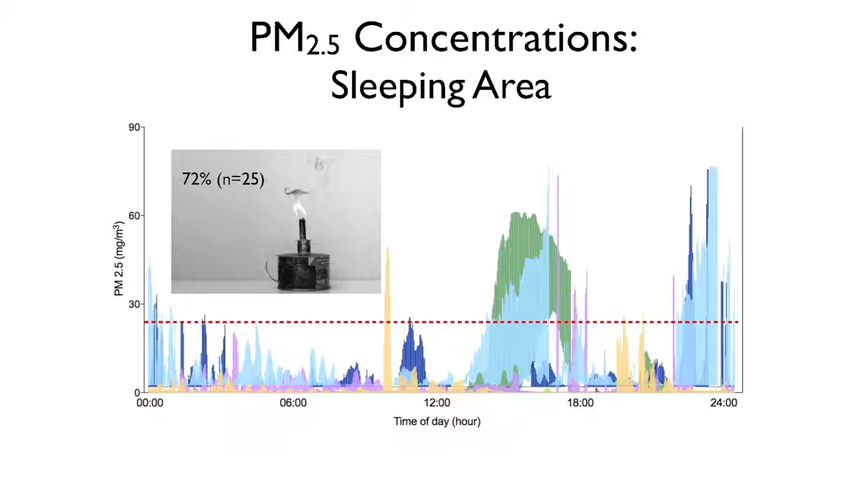 PM2.5 Concentrations:
Sleeping Area
90
72% (n=25)
60
PM 2.5 (mg/m³)
30
0
00:00 06:00 12:00 18:00 24:00
Time of day (hour)